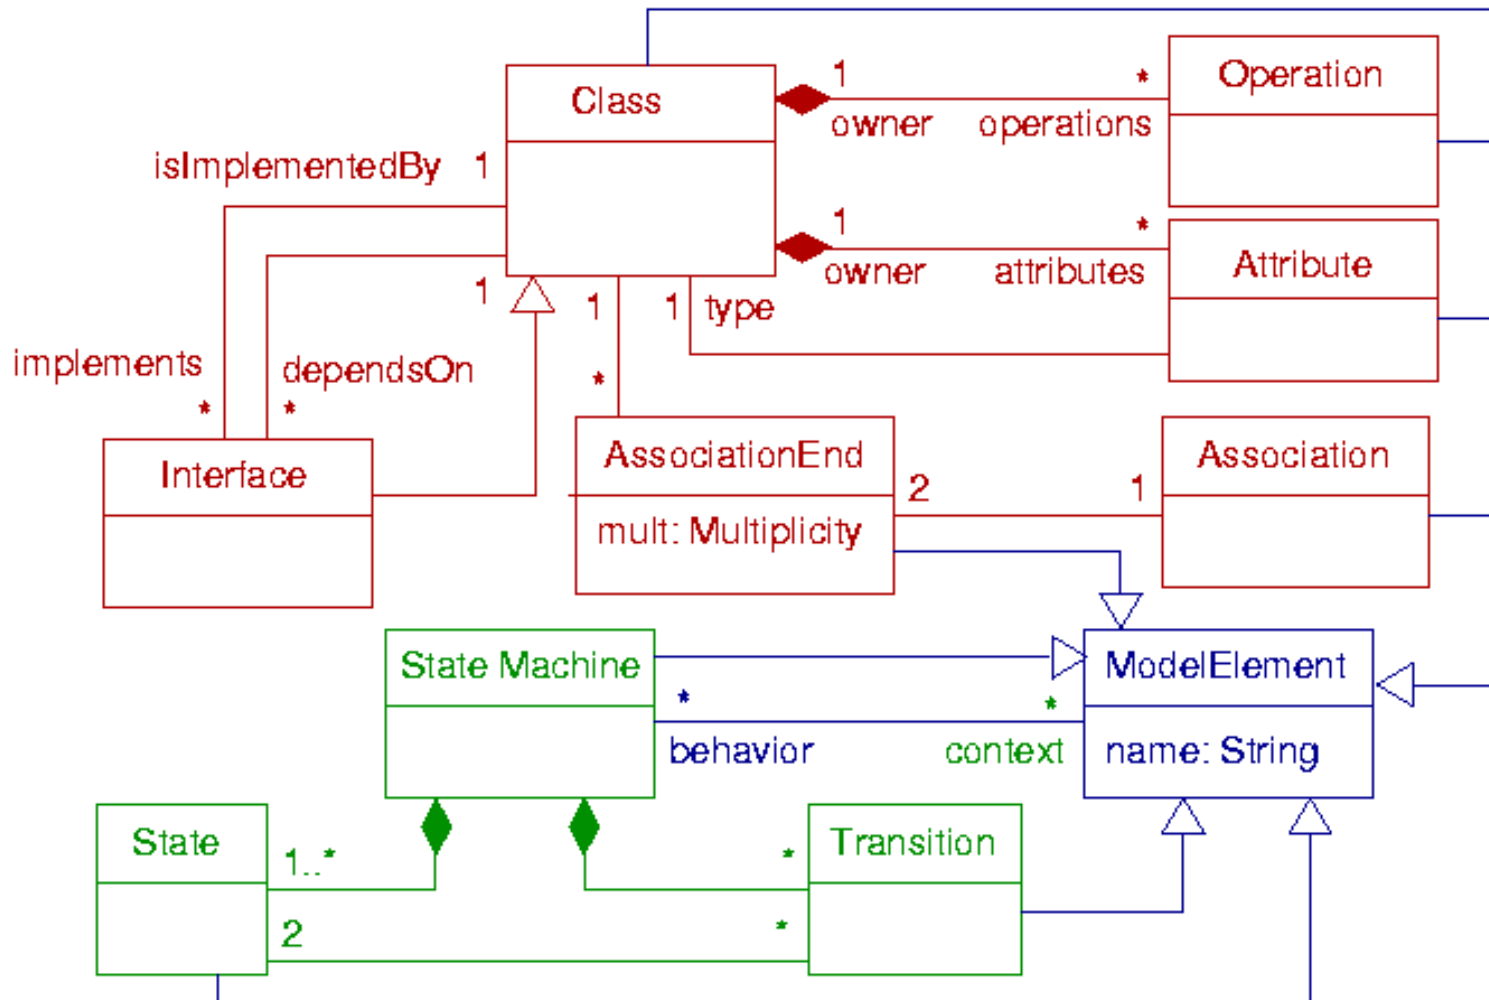 Class
1
*
Operation
owner
operations
isImplementedBy
1
1
*
owner
attributes
Attribute
1
1
1
type
implements
dependsOn
*
*
*
Interface
AssociationEnd
2
1
Association
mult: Multiplicity
State Machine
*
*
ModelElement
behavior
context
name: String
State
1..*
*
Transition
2
*